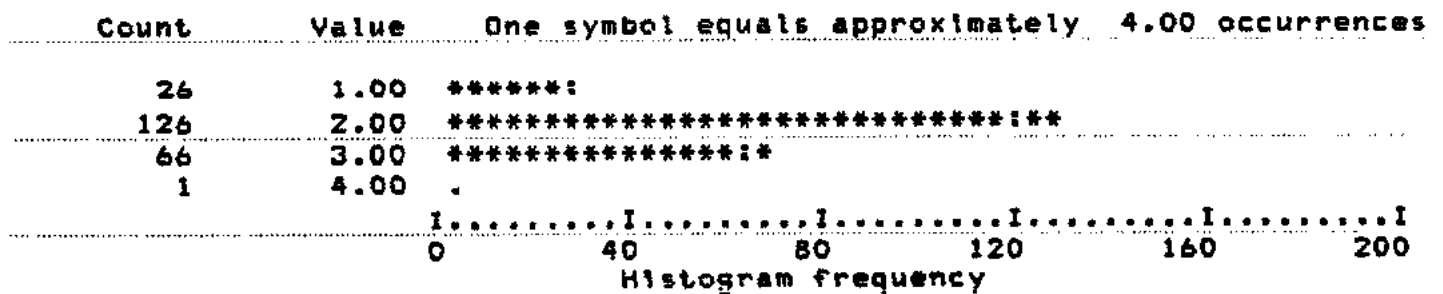 Count Value One symbol equals approximately 4.00 occurrences
26 1.00 ******:
126 2.00 *****************************:**
66 3.00 ***************:*
1 4.00 .
I.........I.........I.........I.........I.........I
0 40 80 120 160 200
Histogram frequency